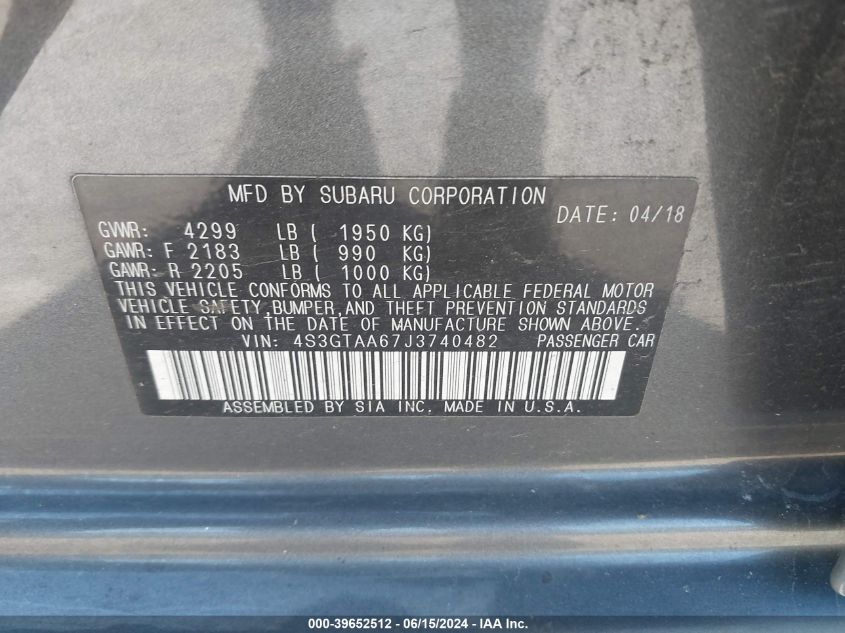 MFD BY SUBARU CORPORATION
DATE: 04/18
GVWR: 4299 LB ( 1950 KG)
GAWR: F 2183 LB ( 990 KG)
GAWR: R 2205 LB ( 1000 KG)
THIS VEHICLE CONFORMS TO ALL APPLICABLE FEDERAL MOTOR
VEHICLE SAFETY,BUMPER,AND THEFT PREVENTION STANDARDS
IN EFFECT ON THE DATE OF MANUFACTURE SHOWN ABOVE.
VIN: 4S3GTAA67J3740482 PASSENGER CAR
ASSEMBLED BY SIA INC. MADE IN U.S.A.
000-39652512 - 06/15/2024 - IAA Inc.